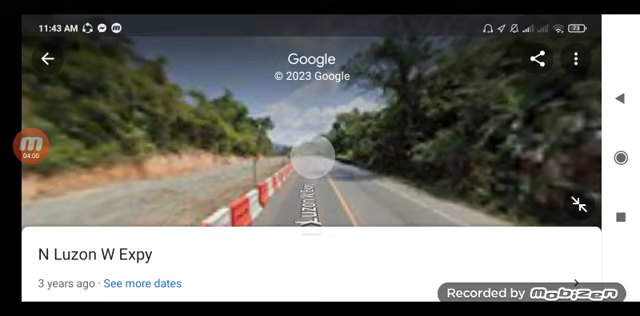 11:43 AM
73
Google
© 2023 Google
04:00
Luzon W Exp
N Luzon W Expy
3 years ago · See more dates
Recorded by Mobizen